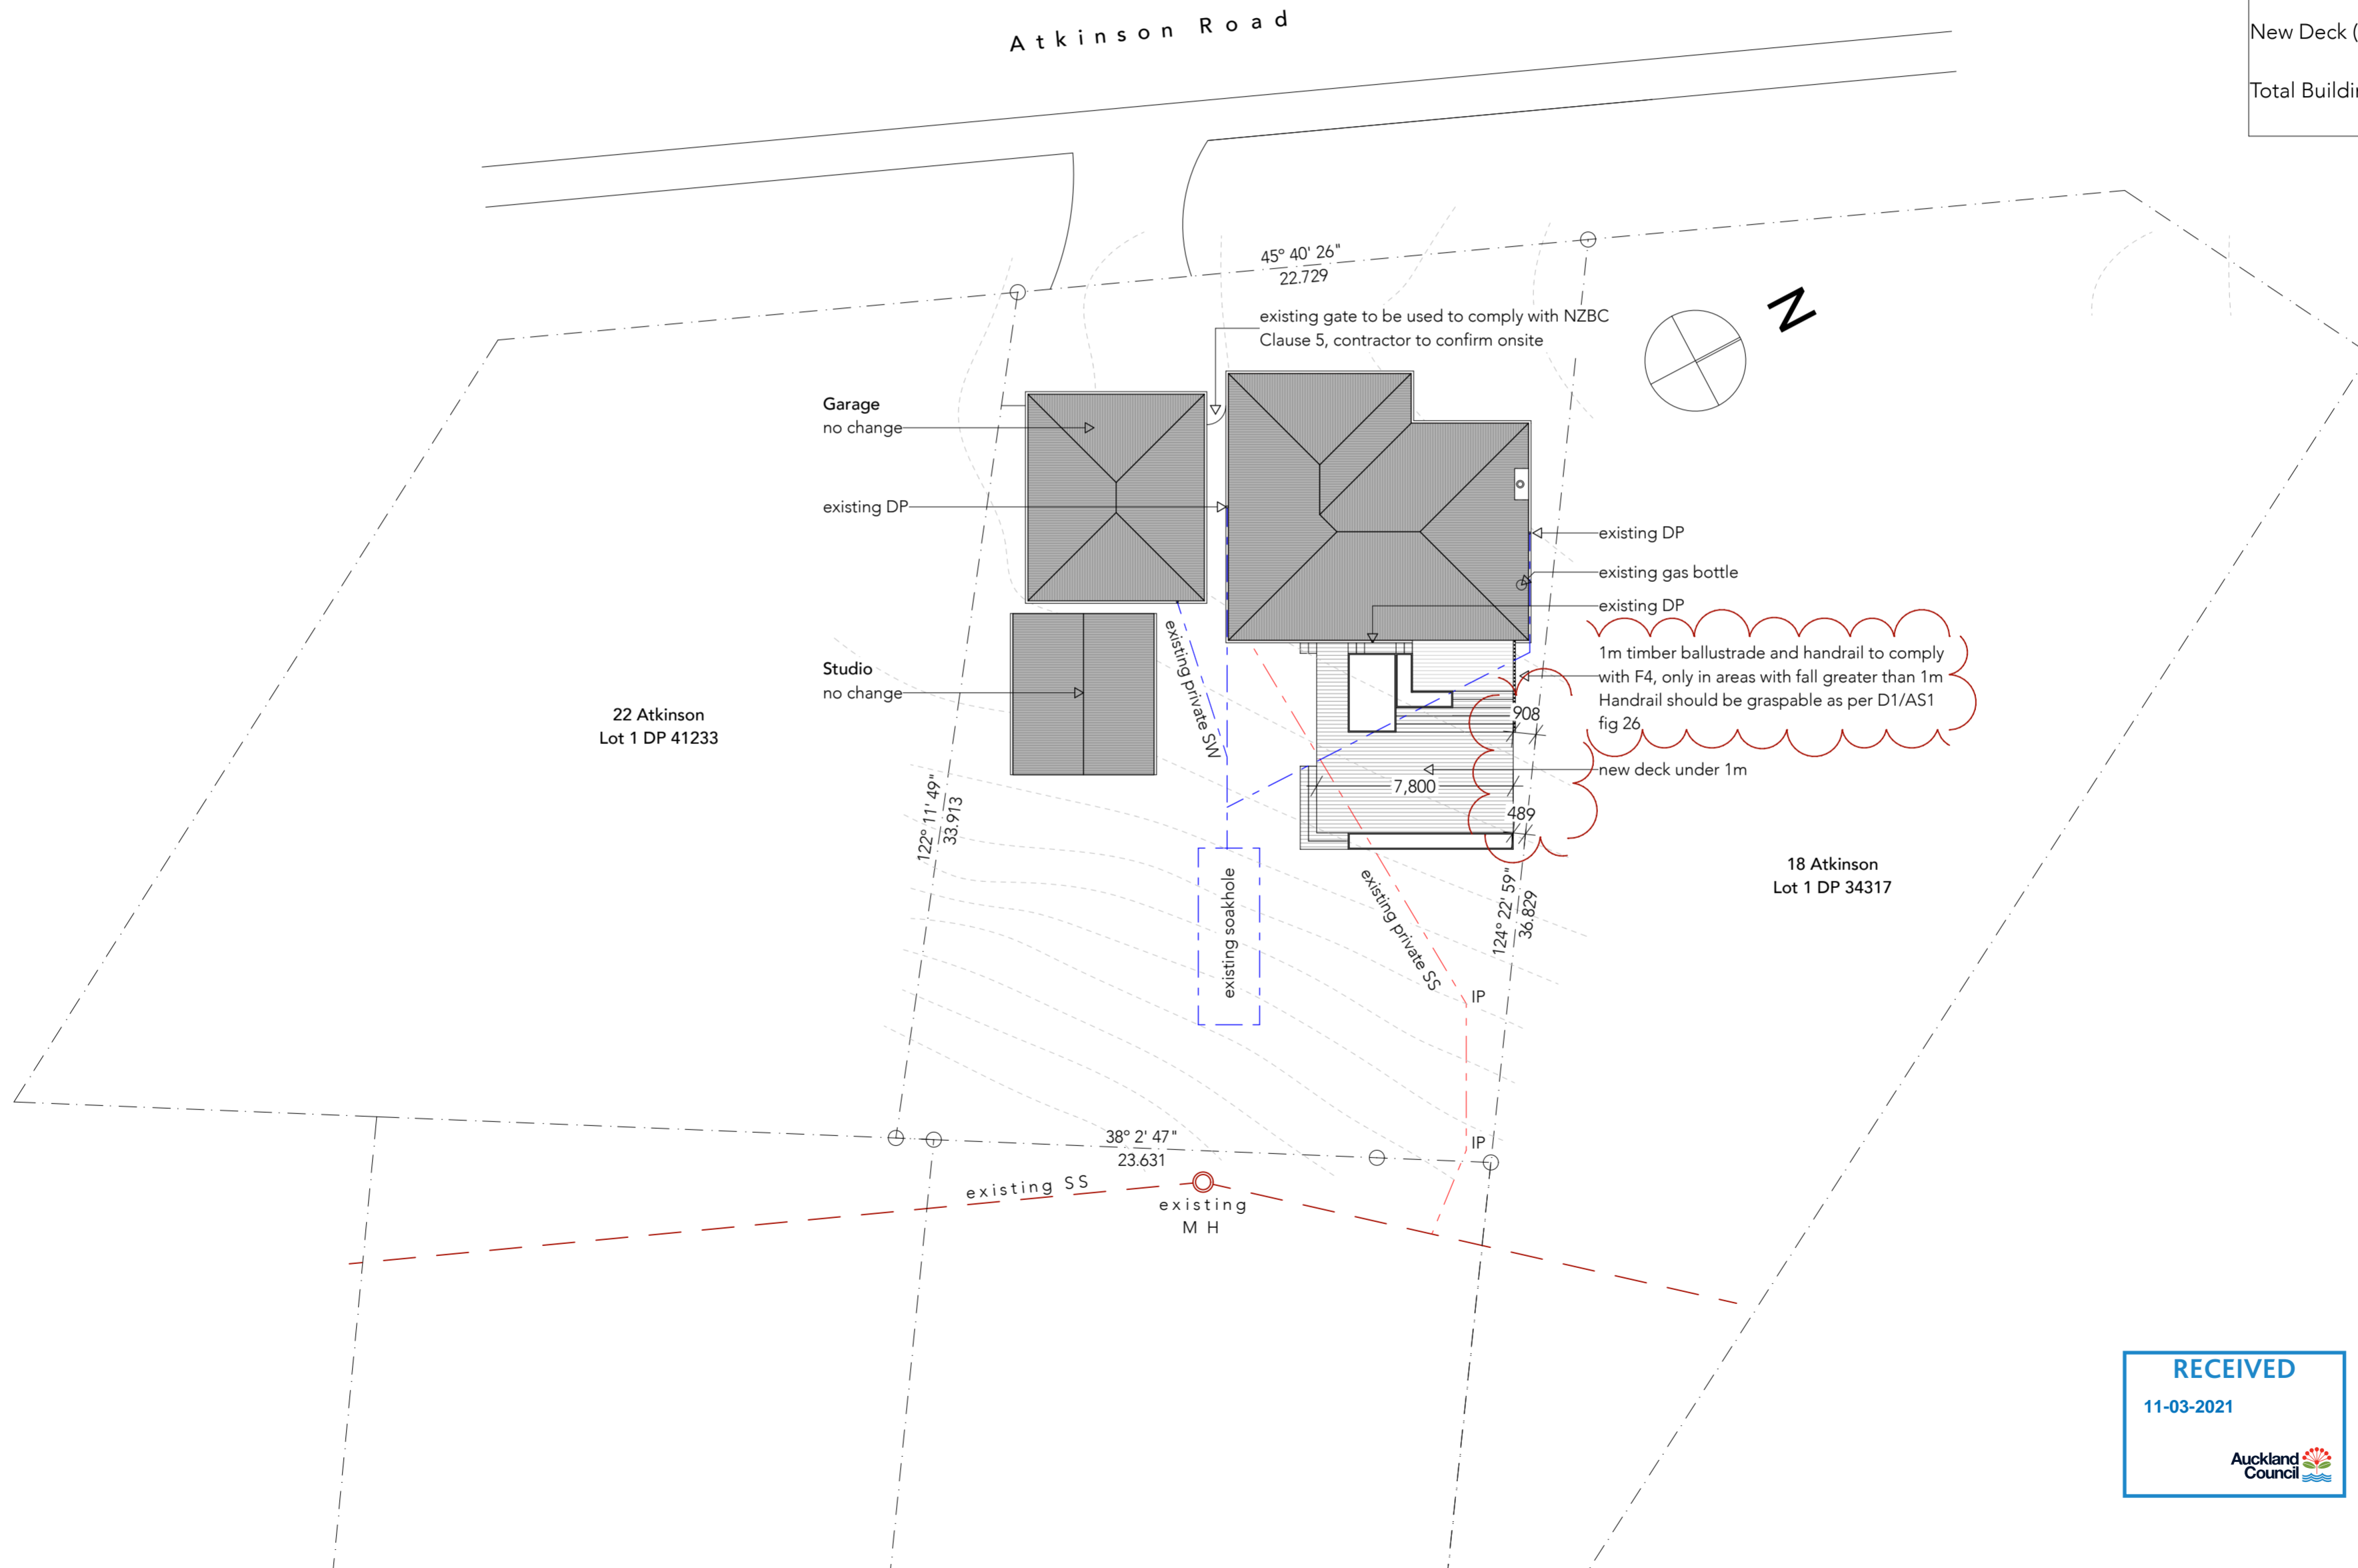 Atkinson Road
New Deck (
Total Buildi
45° 40' 26"
22.729
existing gate to be used to comply with NZBC
Clause 5, contractor to confirm onsite
N
Garage
no change
existing DP
existing DP
existing gas bottle
existing DP
Studio
no change
existing private SW
1m timber ballustrade and handrail to comply
with F4, only in areas with fall greater than 1m
Handrail should be graspable as per D1/AS1
fig 26
908
22 Atkinson
Lot 1 DP 41233
new deck under 1m
7,800
489
122° 11' 49"
33.913
18 Atkinson
Lot 1 DP 34317
existing soakhole
existing private SS
124° 22' 59"
36.829
IP
IP
38° 2' 47"
23.631
existing SS
existing
MH
RECEIVED
11-03-2021
Auckland
Council